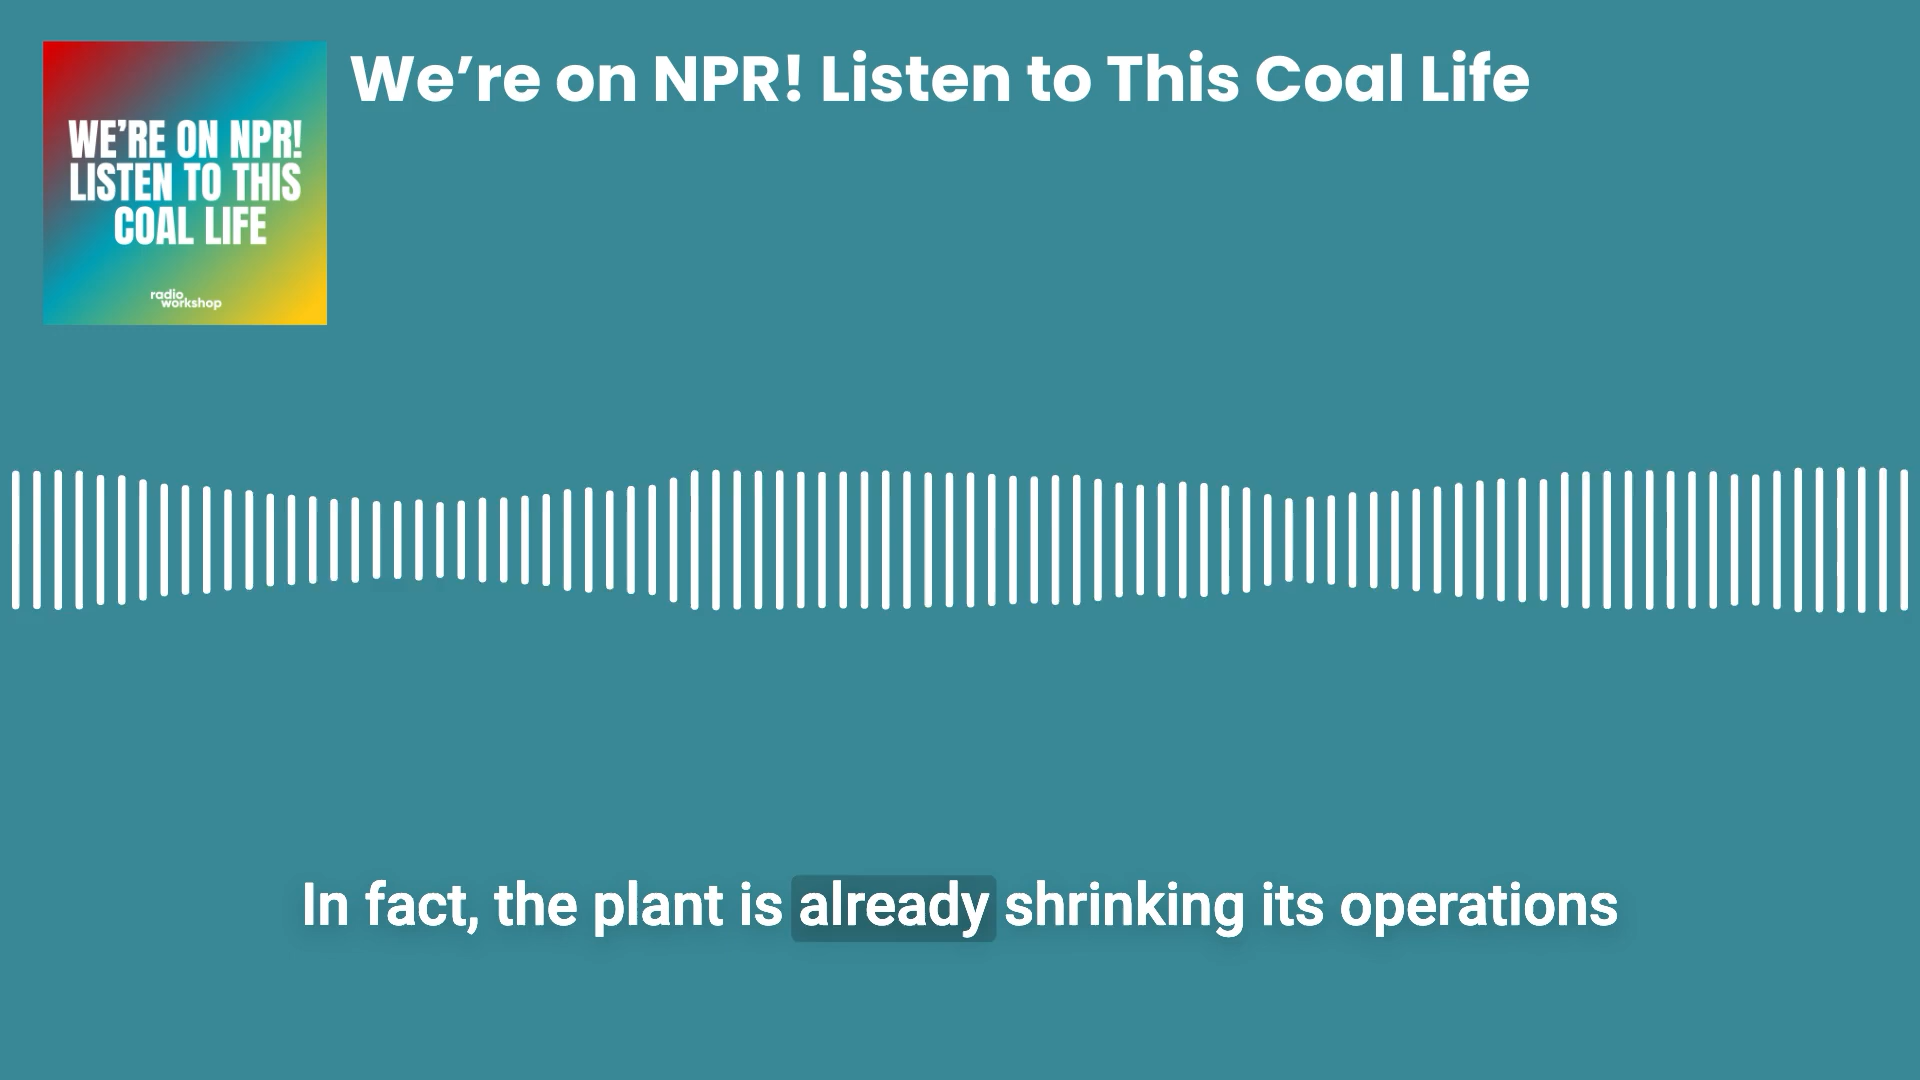 We’re on NPR! Listen to This Coal Life
WE’RE ON NPR!
LISTEN TO THIS
COAL LIFE
radio
workshop
In fact, the plant is already shrinking its operations